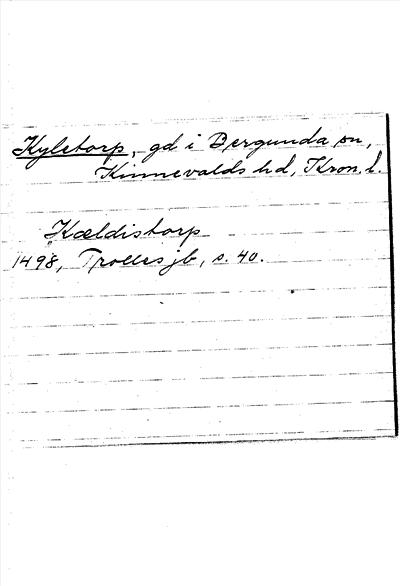 Kyletorp, gd i Bergunda sn,
Kinnevalds hd, Kron. l.
Kældistorp
1498, Trolles jb, s. 40.